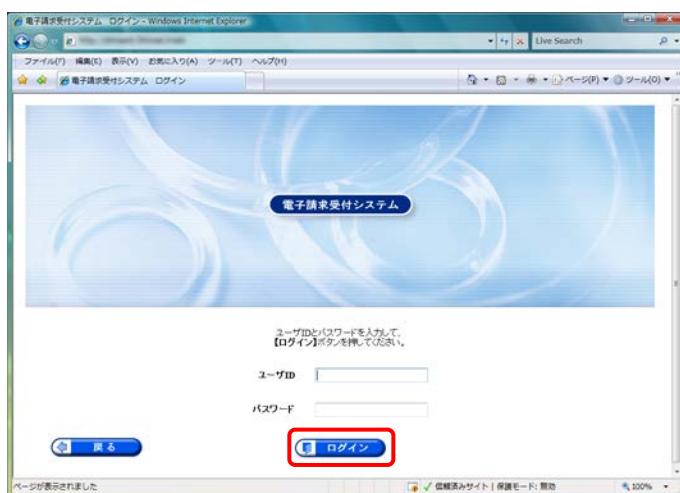 電子請求受付システム ログイン - Windows Internet Explorer
Live Search
ファイル(F) 編集(E) 表示(V) お気に入り(A) ツール(T) ヘルプ(H)
電子請求受付システム ログイン
ページ(P) ツール(O)
電子請求受付システム
ユーザIDとパスワードを入力して、
【ログイン】ボタンを押してください。
ユーザID
パスワード
戻る
ログイン
ページが表示されました
信頼済みサイト | 保護モード: 無効
100%